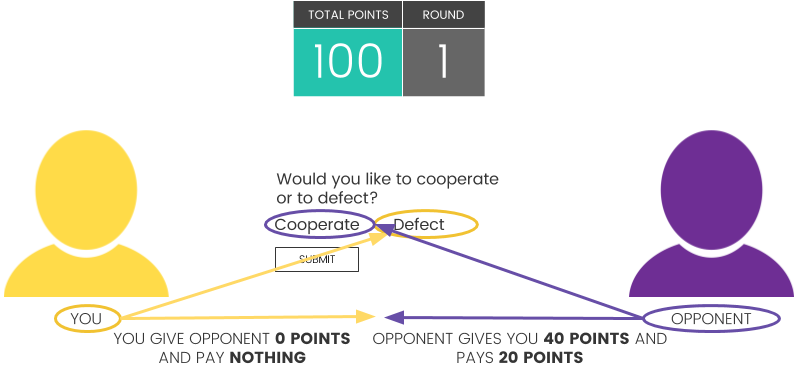 TOTAL POINTS ROUND
100 1
Would you like to cooperate
or to defect?
Cooperate Defect
SUBMIT
YOU OPPONENT
YOU GIVE OPPONENT 0 POINTS
AND PAY NOTHING
OPPONENT GIVES YOU 40 POINTS AND
PAYS 20 POINTS